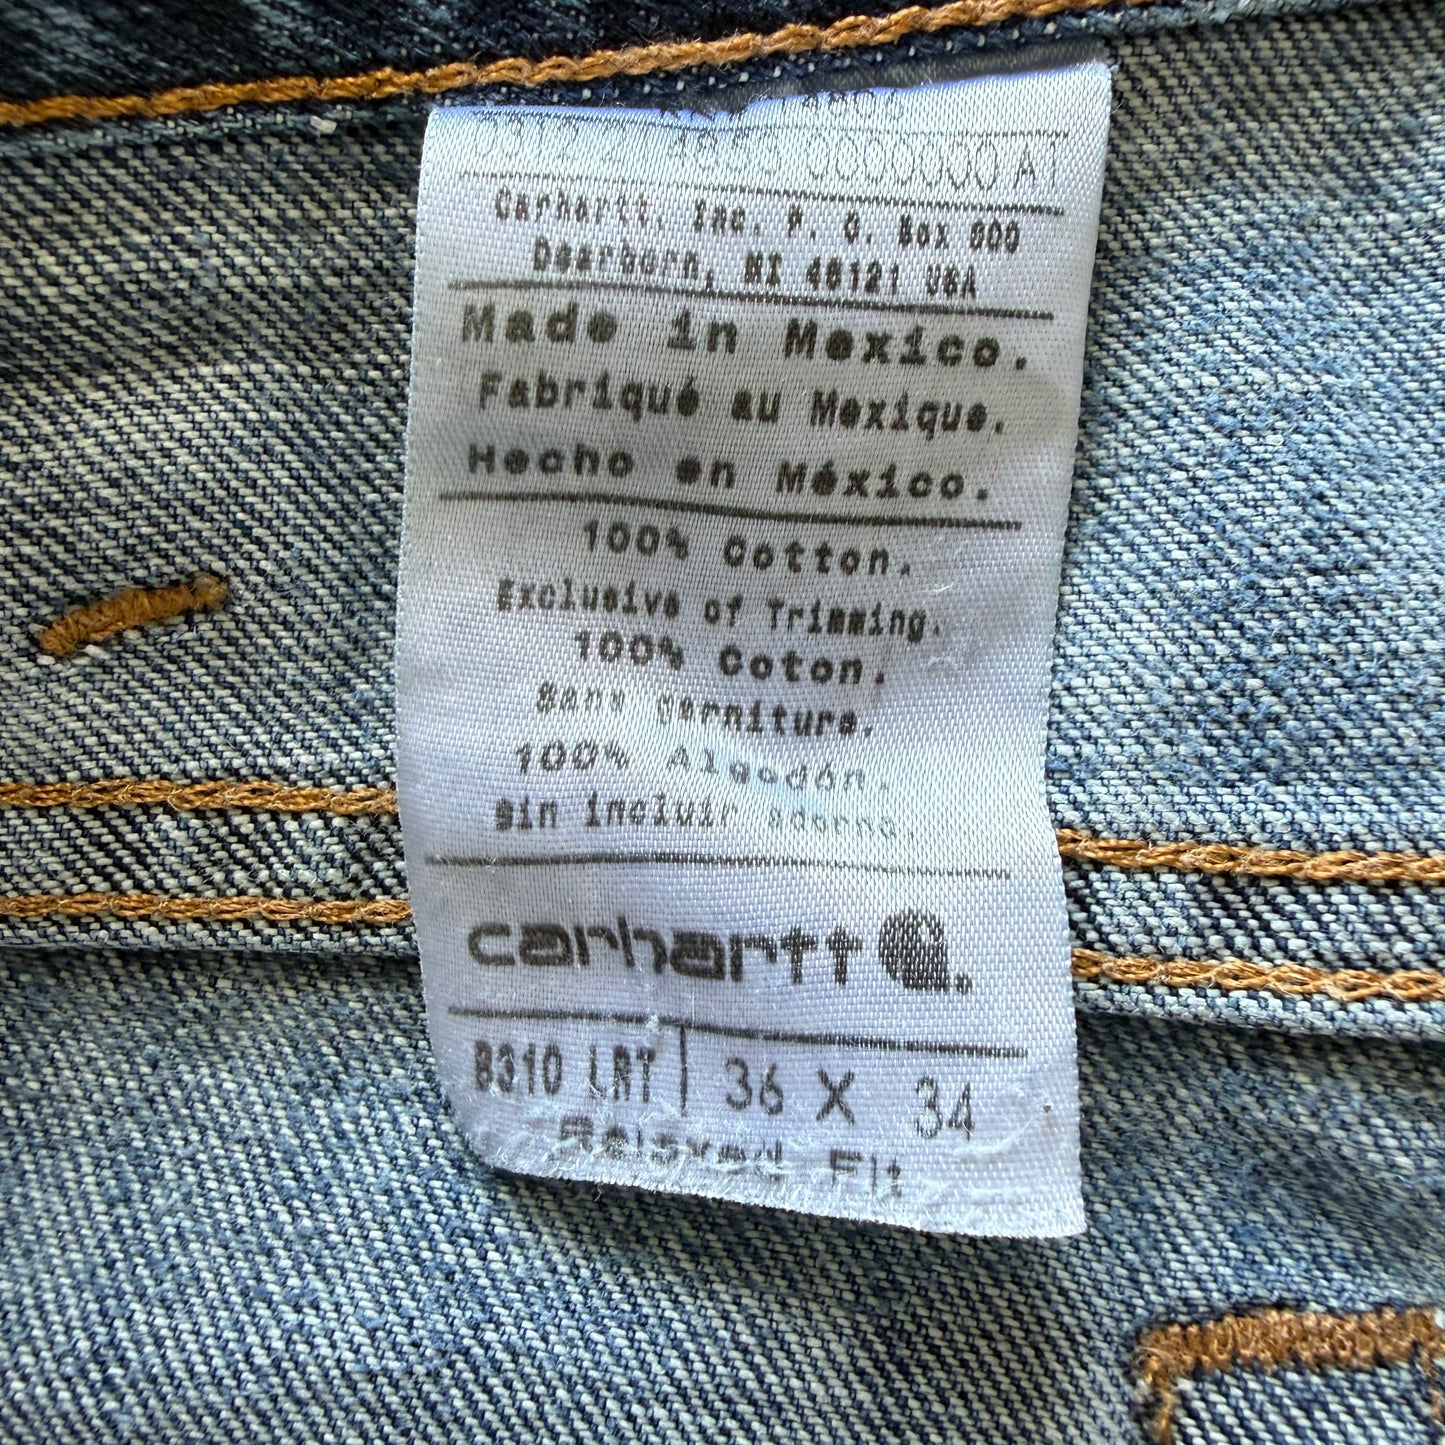 0000000 A1
Carhartt, Inc. P. O. Box 600
Dearborn, MI 48121 USA
Made in Mexico.
Fabriqué au Mexique.
Hecho en México.
100% Cotton.
Exclusive of Trimming.
100% Coton.
Sans garniture.
100% Algodón.
sin incluir adorno.
carhartt
B310 LRT | 36 X 34
Relaxed Fit